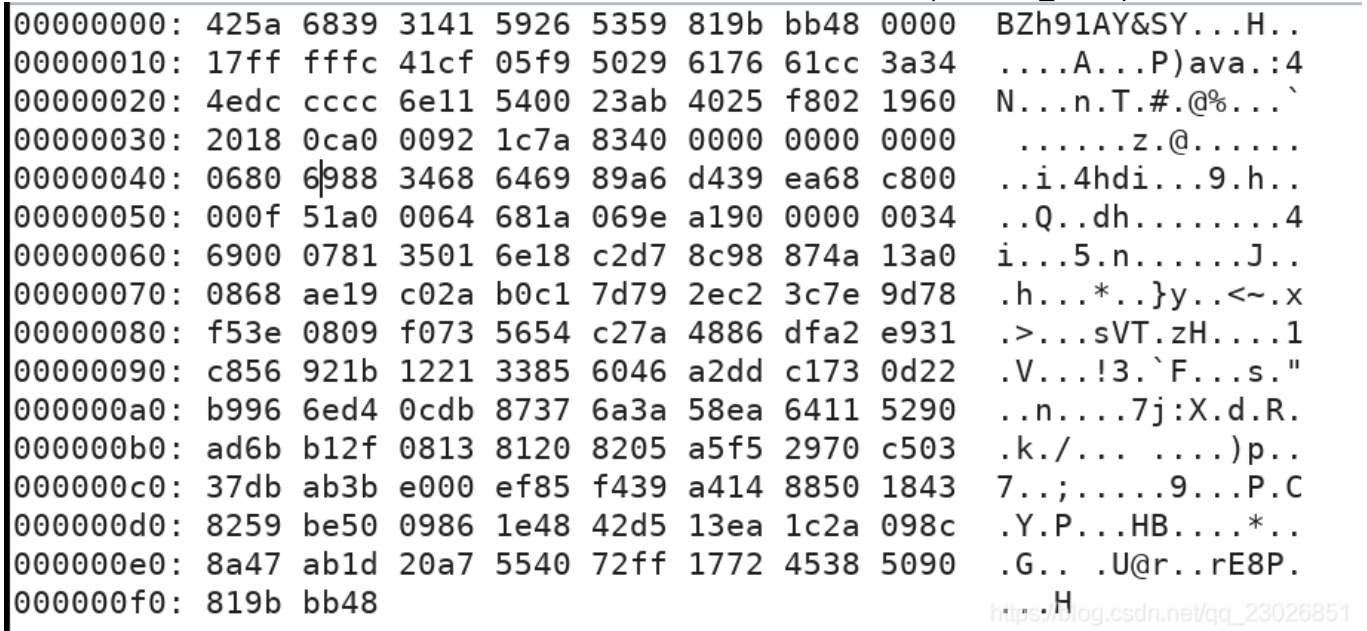 00000000: 425a 6839 3141 5926 5359 819b bb48 0000  BZh91AY&SY...H..
00000010: 17ff fffc 41cf 05f9 5029 6176 61cc 3a34  ....A...P)ava.:4
00000020: 4edc cccc 6e11 5400 23ab 4025 f802 1960  N...n.T.#.@%...`
00000030: 2018 0ca0 0092 1c7a 8340 0000 0000 0000   ......z.@......
00000040: 0680 6988 3468 6469 89a6 d439 ea68 c800  ..i.4hdi...9.h..
00000050: 000f 51a0 0064 681a 069e a190 0000 0034  ..Q..dh........4
00000060: 6900 0781 3501 6e18 c2d7 8c98 874a 13a0  i...5.n......J..
00000070: 0868 ae19 c02a b0c1 7d79 2ec2 3c7e 9d78  .h...*..}y..<~.x
00000080: f53e 0809 f073 5654 c27a 4886 dfa2 e931  .>...sVT.zH....1
00000090: c856 921b 1221 3385 6046 a2dd c173 0d22  .V...!3.`F...s."
000000a0: b996 6ed4 0cdb 8737 6a3a 58ea 6411 5290  ..n....7j:X.d.R.
000000b0: ad6b b12f 0813 8120 8205 a5f5 2970 c503  .k./... ....)p..
000000c0: 37db ab3b e000 ef85 f439 a414 8850 1843  7..;.....9...P.C
000000d0: 8259 be50 0986 1e48 42d5 13ea 1c2a 098c  .Y.P...HB....*..
000000e0: 8a47 ab1d 20a7 5540 72ff 1772 4538 5090  .G.. .U@r..rE8P.
000000f0: 819b bb48  ...H
https://blog.csdn.net/qq_23026851